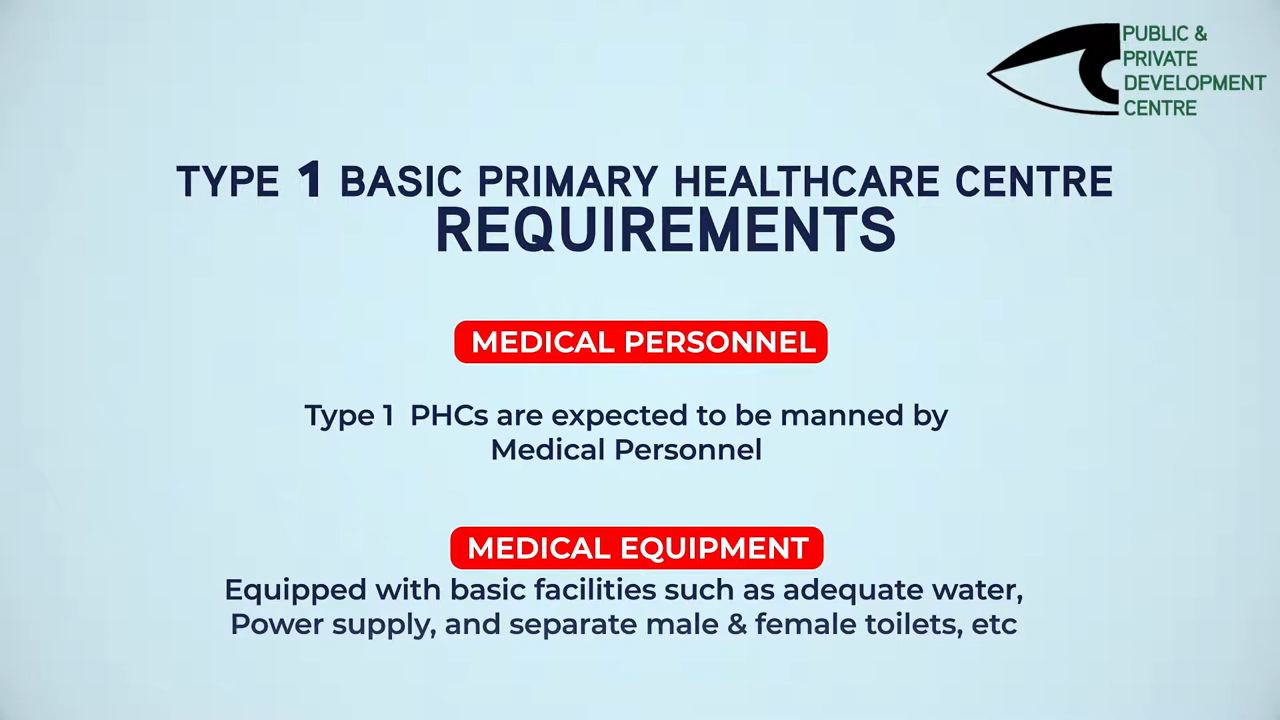 PUBLIC &
PRIVATE
DEVELOPMENT
CENTRE
TYPE 1 BASIC PRIMARY HEALTHCARE CENTRE
REQUIREMENTS
MEDICAL PERSONNEL
Type 1 PHCs are expected to be manned by
Medical Personnel
MEDICAL EQUIPMENT
Equipped with basic facilities such as adequate water,
Power supply, and separate male & female toilets, etc